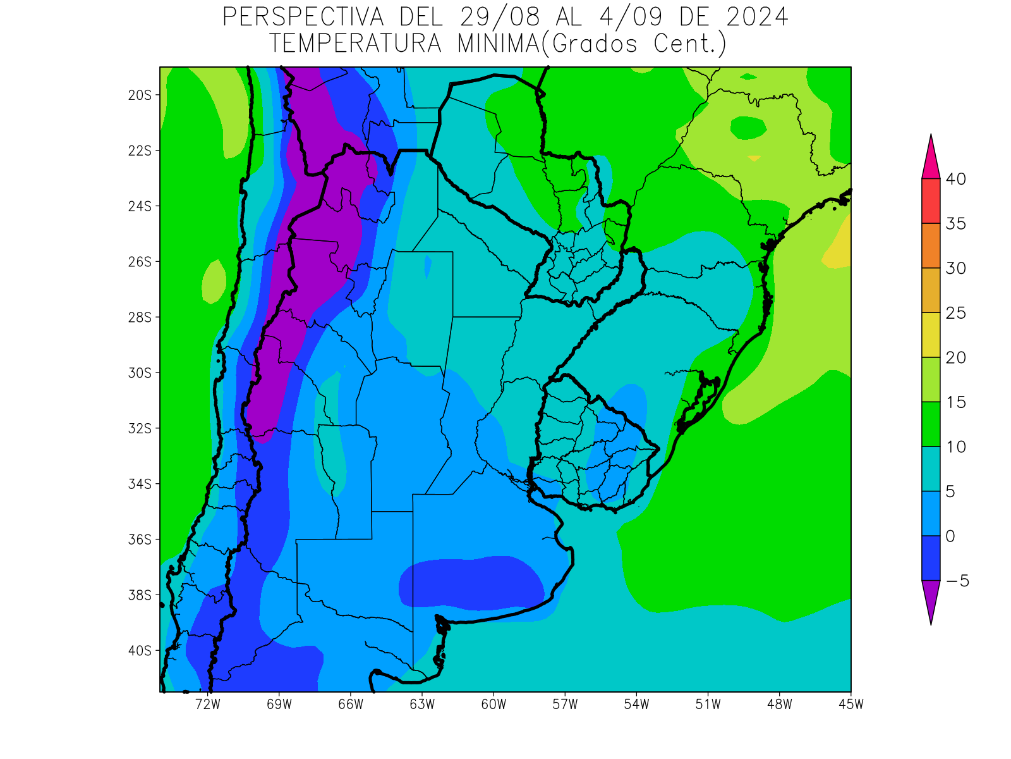 PERSPECTIVA DEL 29/08 AL 4/09 DE 2024
TEMPERATURA MINIMA(Grados Cent.)
20S
22S
24S
26S
28S
30S
32S
34S
36S
38S
40S
72W 69W 66W 63W 60W 57W 54W 51W 48W 45W
40
35
30
25
20
15
10
5
0
−5